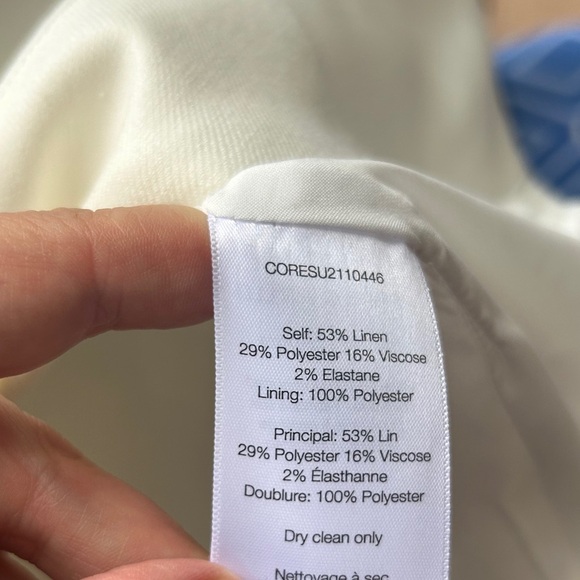 CORESU2110446
Self: 53% Linen
29% Polyester 16% Viscose
2% Elastane
Lining: 100% Polyester
Principal: 53% Lin
29% Polyester 16% Viscose
2% Élasthanne
Doublure: 100% Polyester
Dry clean only
Nettoyage à sec